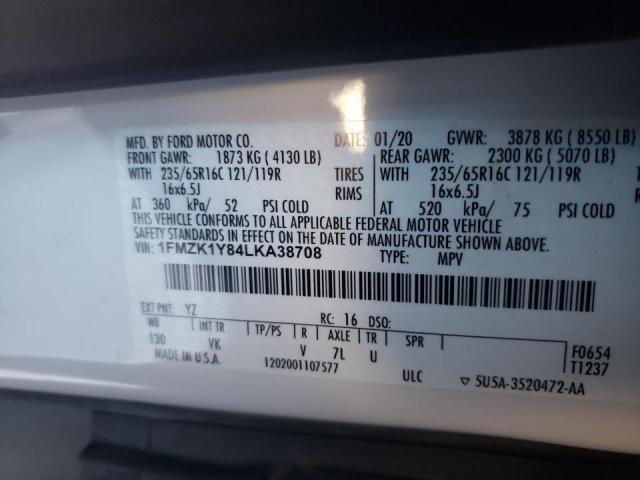 MFD. BY FORD MOTOR CO. DATE: 01/20 GVWR: 3878 KG ( 8550 LB)
FRONT GAWR: 1873 KG ( 4130 LB) REAR GAWR: 2300 KG ( 5070 LB)
WITH 235/65R16C 121/119R TIRES WITH 235/65R16C 121/119R
16x6.5J RIMS 16x6.5J
AT 360 kPa/ 52 PSI COLD AT 520 kPa/ 75 PSI COLD
THIS VEHICLE CONFORMS TO ALL APPLICABLE FEDERAL MOTOR VEHICLE
SAFETY STANDARDS IN EFFECT ON THE DATE OF MANUFACTURE SHOWN ABOVE.
VIN: 1FMZK1Y84LKA38708 TYPE: MPV
EXT PNT: YZ RC: 16 DSO:
WB INT TR TP/PS R AXLE TR SPR
130 VK V 7L U F0654
MADE IN U.S.A. 1202001107577 ULC T1237
5U5A-3520472-AA